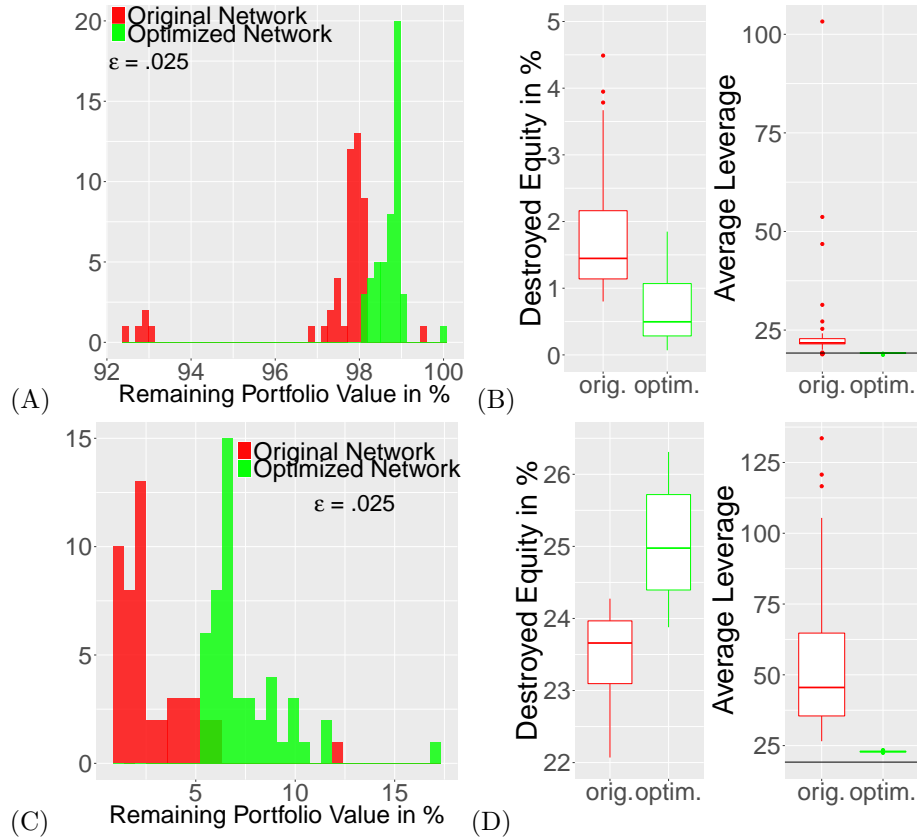 Original Network
Optimized Network
ε = .025
20
15
10
5
0
92 94 96 98 100
Remaining Portfolio Value in %
(A)
Destroyed Equity in %
5
4
3
2
1
0
orig. optim.
Average Leverage
100
75
50
25
orig. optim.
(B)
Original Network
Optimized Network
ε = .025
15
10
5
0
5 10 15
Remaining Portfolio Value in %
(C)
Destroyed Equity in %
26
25
24
23
22
orig. optim.
Average Leverage
125
100
75
50
25
orig. optim.
(D)